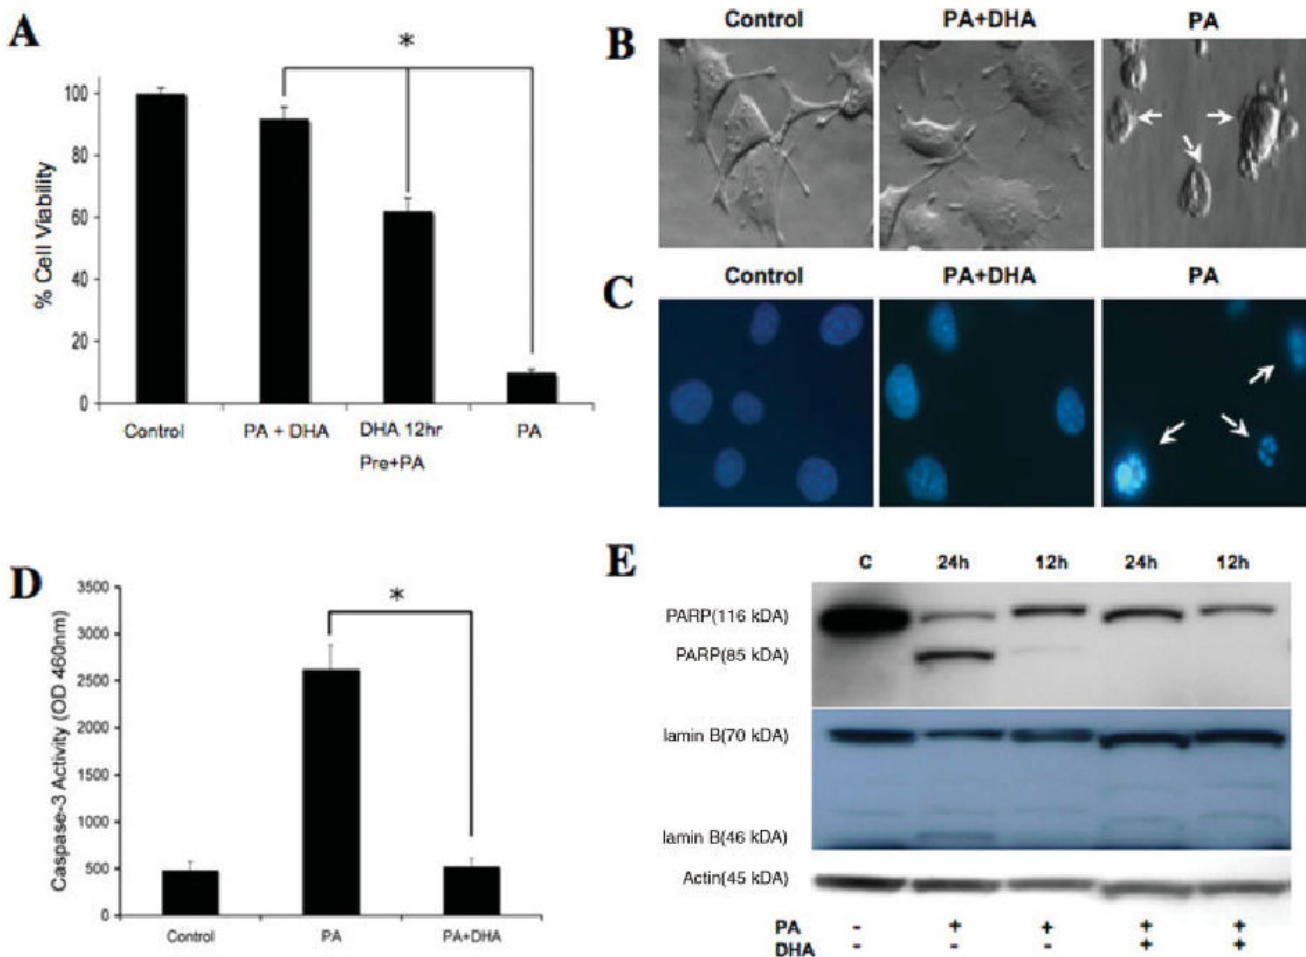 A
*
% Cell Viability
100
80
60
40
20
0
Control
PA + DHA
DHA 12hr
Pre+PA
PA
B
Control
PA+DHA
PA
C
Control
PA+DHA
PA
D
*
Caspase-3 Activity (OD 460nm)
3500
3000
2500
2000
1500
1000
500
0
Control
PA
PA+DHA
E
C 24h 12h 24h 12h
PARP(116 kDA)
PARP(85 kDA)
lamin B(70 kDA)
lamin B(46 kDA)
Actin(45 kDA)
PA - + + + +
DHA - - - + +